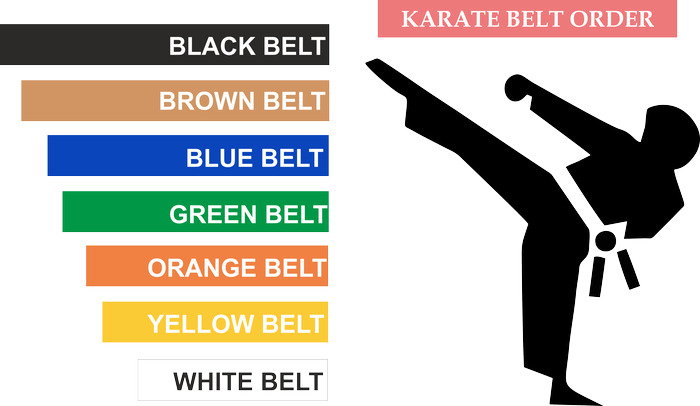 KARATE BELT ORDER
BLACK BELT
BROWN BELT
BLUE BELT
GREEN BELT
ORANGE BELT
YELLOW BELT
WHITE BELT